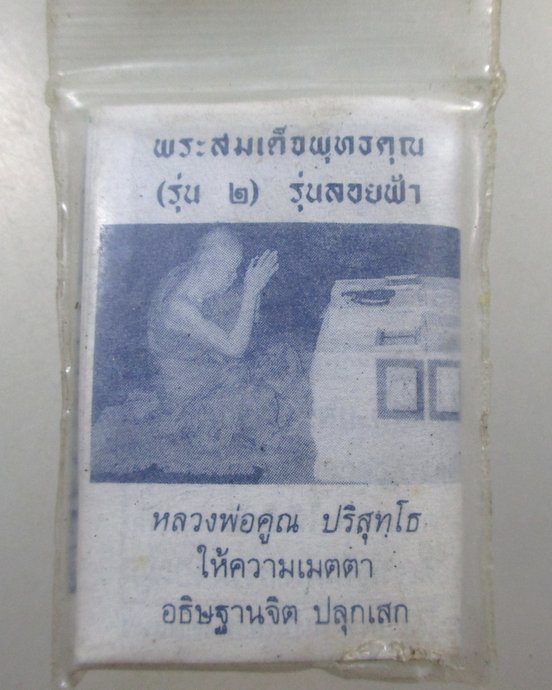 พระสมเด็จพุทธคุณ
(รุ่น ๒) รุ่นลอยฟ้า
หลวงพ่อคูณ ปริสุทฺโธ
ให้ความเมตตา
อธิษฐานจิต ปลุกเสก